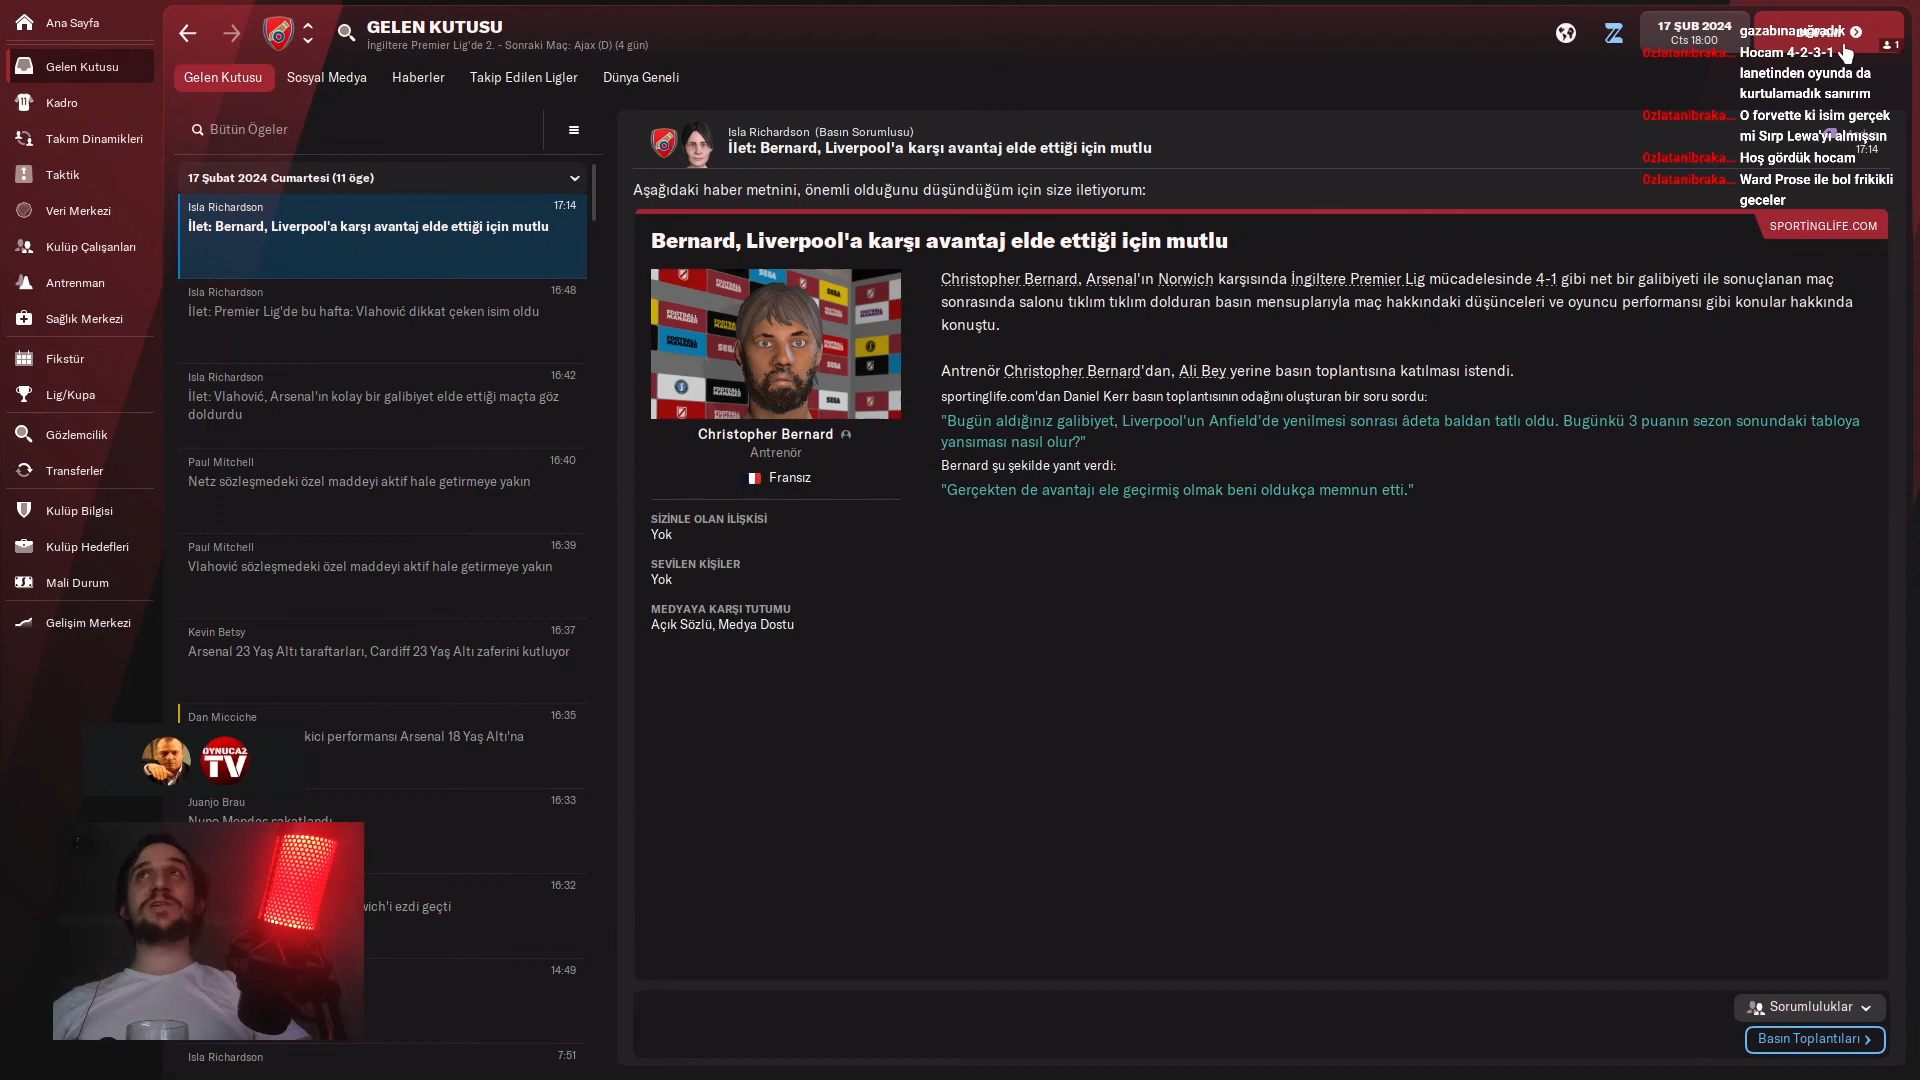 Ana Sayfa
Gelen Kutusu
Kadro
Takım Dinamikleri
Taktik
Veri Merkezi
Kulüp Çalışanları
Antrenman
Sağlık Merkezi
Fikstür
Lig/Kupa
Gözlemcilik
Transferler
Kulüp Bilgisi
Kulüp Hedefleri
Mali Durum
Gelişim Merkezi
GELEN KUTUSU
İngiltere Premier Lig'de 2. - Sonraki Maç: Ajax (D) (4 gün)
17 ŞUB 2024
Cts 18:00
1
Gelen Kutusu
Sosyal Medya
Haberler
Takip Edilen Ligler
Dünya Geneli
gazabına uğradık
0zlatanibraka... Hocam 4-2-3-1
lanetinden oyunda da
kurtulamadık sanırım
0zlatanibraka... O forvette ki isim gerçek
mi Sırp Lewa'yı almışsın
0zlatanibraka... Hoş gördük hocam
0zlatanibraka... Ward Prose ile bol frikikli
geceler
Bütün Ögeler
17 Şubat 2024 Cumartesi (11 öge)
Isla Richardson 17:14
İlet: Bernard, Liverpool'a karşı avantaj elde ettiği için mutlu
Isla Richardson 16:48
İlet: Premier Lig'de bu hafta: Vlahović dikkat çeken isim oldu
Isla Richardson 16:42
İlet: Vlahović, Arsenal'ın kolay bir galibiyet elde ettiği maçta göz
doldurdu
Paul Mitchell 16:40
Netz sözleşmedeki özel maddeyi aktif hale getirmeye yakın
Paul Mitchell 16:39
Vlahović sözleşmedeki özel maddeyi aktif hale getirmeye yakın
Kevin Betsy 16:37
Arsenal 23 Yaş Altı taraftarları, Cardiff 23 Yaş Altı zaferini kutluyor
Dan Micciche 16:35
kici performansı Arsenal 18 Yaş Altı'na
OYNUCAZ
TV
Juanjo Brau 16:33
Nuno Mendes sakatlandı
16:32
wich'i ezdi geçti
14:49
Isla Richardson 7:51
Isla Richardson (Basın Sorumlusu)
İlet: Bernard, Liverpool'a karşı avantaj elde ettiği için mutlu
17:14
Aşağıdaki haber metnini, önemli olduğunu düşündüğüm için size iletiyorum:
SPORTİNGLİFE.COM
Bernard, Liverpool'a karşı avantaj elde ettiği için mutlu
Christopher Bernard
Antrenör
Fransız
SİZİNLE OLAN İLİŞKİSİ
Yok
SEVİLEN KİŞİLER
Yok
MEDYAYA KARŞI TUTUMU
Açık Sözlü, Medya Dostu
Christopher Bernard, Arsenal'ın Norwich karşısında İngiltere Premier Lig mücadelesinde 4-1 gibi net bir galibiyeti ile sonuçlanan maç
sonrasında salonu tıklım tıklım dolduran basın mensuplarıyla maç hakkındaki düşünceleri ve oyuncu performansı gibi konular hakkında
konuştu.
Antrenör Christopher Bernard'dan, Ali Bey yerine basın toplantısına katılması istendi.
sportinglife.com'dan Daniel Kerr basın toplantısının odağını oluşturan bir soru sordu:
"Bugün aldığınız galibiyet, Liverpool'un Anfield'de yenilmesi sonrası âdeta baldan tatlı oldu. Bugünkü 3 puanın sezon sonundaki tabloya
yansıması nasıl olur?"
Bernard şu şekilde yanıt verdi:
"Gerçekten de avantajı ele geçirmiş olmak beni oldukça memnun etti."
Sorumluluklar
Basın Toplantıları